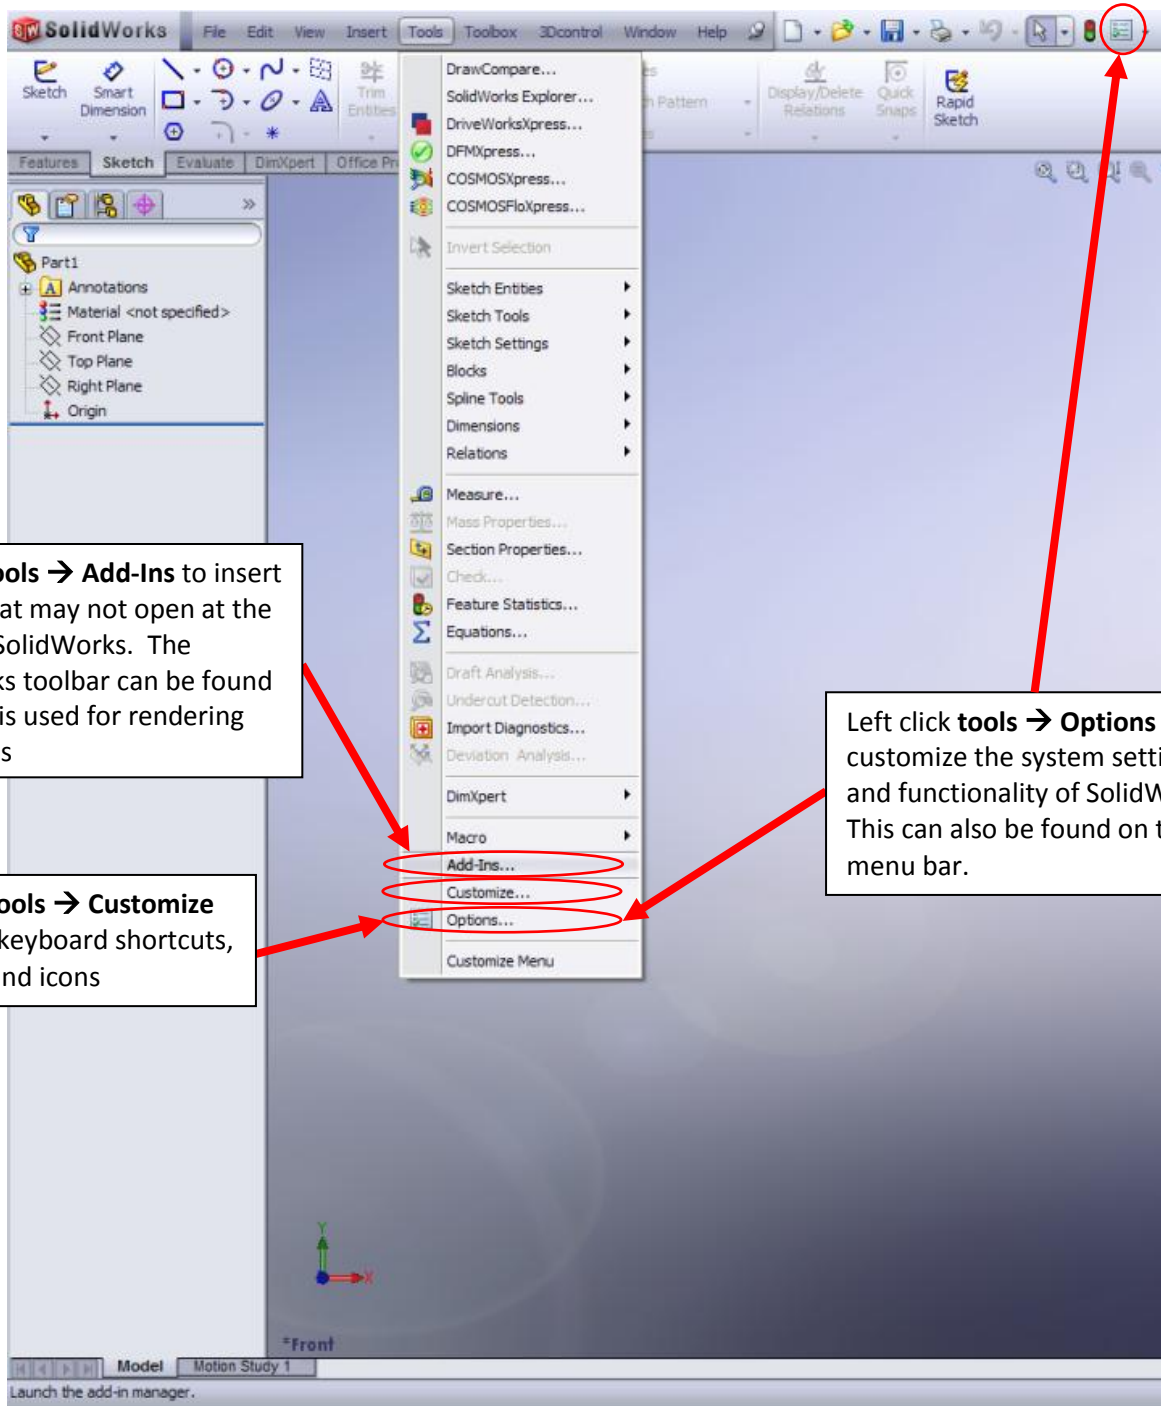 SolidWorks File Edit View Insert Tools Toolbox 3Dcontrol Window Help
Sketch
Smart Dimension
Trim Entities
h Pattern
Display/Delete Relations
Quick Snaps
Rapid Sketch
Features Sketch Evaluate DimXpert Office Pr
Part1
Annotations
Material <not specified>
Front Plane
Top Plane
Right Plane
Origin
DrawCompare...
SolidWorks Explorer...
DriveWorksXpress...
DFMXpress...
COSMOSXpress...
COSMOSFloXpress...
Invert Selection
Sketch Entities
Sketch Tools
Sketch Settings
Blocks
Spline Tools
Dimensions
Relations
Measure...
Mass Properties...
Section Properties...
Check...
Feature Statistics...
Equations...
Draft Analysis...
Undercut Detection...
Import Diagnostics...
Deviation Analysis...
DimXpert
Macro
Add-Ins...
Customize...
Options...
Customize Menu
ools → Add-Ins to insert
at may not open at the
SolidWorks. The
ks toolbar can be found
is used for rendering
s
ools → Customize
keyboard shortcuts,
nd icons
Left click tools → Options
customize the system setti
and functionality of SolidW
This can also be found on t
menu bar.
Y
X
*Front
Model Motion Study 1
Launch the add-in manager.